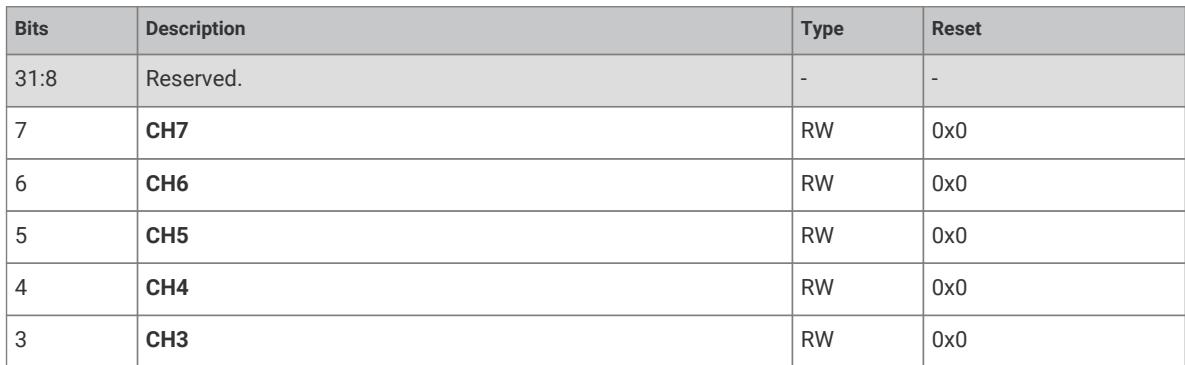 Bits Description Type Reset
31:8 Reserved. - -
7 CH7 RW 0x0
6 CH6 RW 0x0
5 CH5 RW 0x0
4 CH4 RW 0x0
3 CH3 RW 0x0